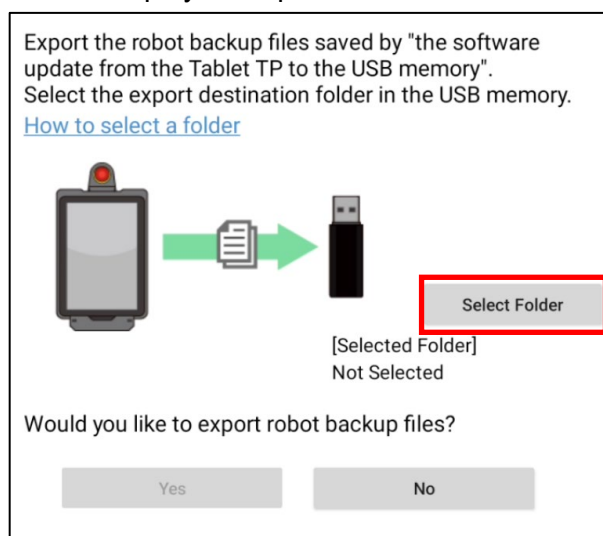 Export the robot backup files saved by "the software
update from the Tablet TP to the USB memory".
Select the export destination folder in the USB memory.
How to select a folder
Select Folder
[Selected Folder]
Not Selected
Would you like to export robot backup files?
Yes
No